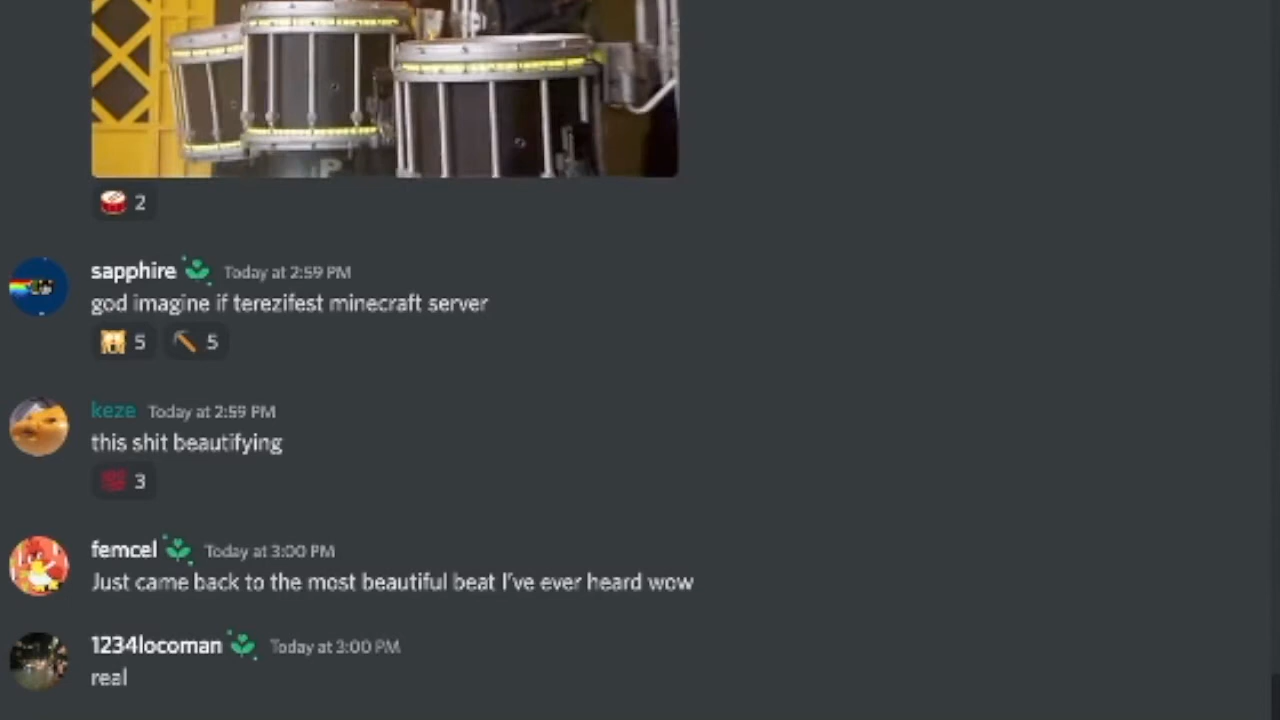 P
2
sapphire Today at 2:59 PM
god imagine if terezifest minecraft server
5 5
keze Today at 2:59 PM
this shit beautifying
3
femcel Today at 3:00 PM
Just came back to the most beautiful beat I've ever heard wow
1234locoman Today at 3:00 PM
real